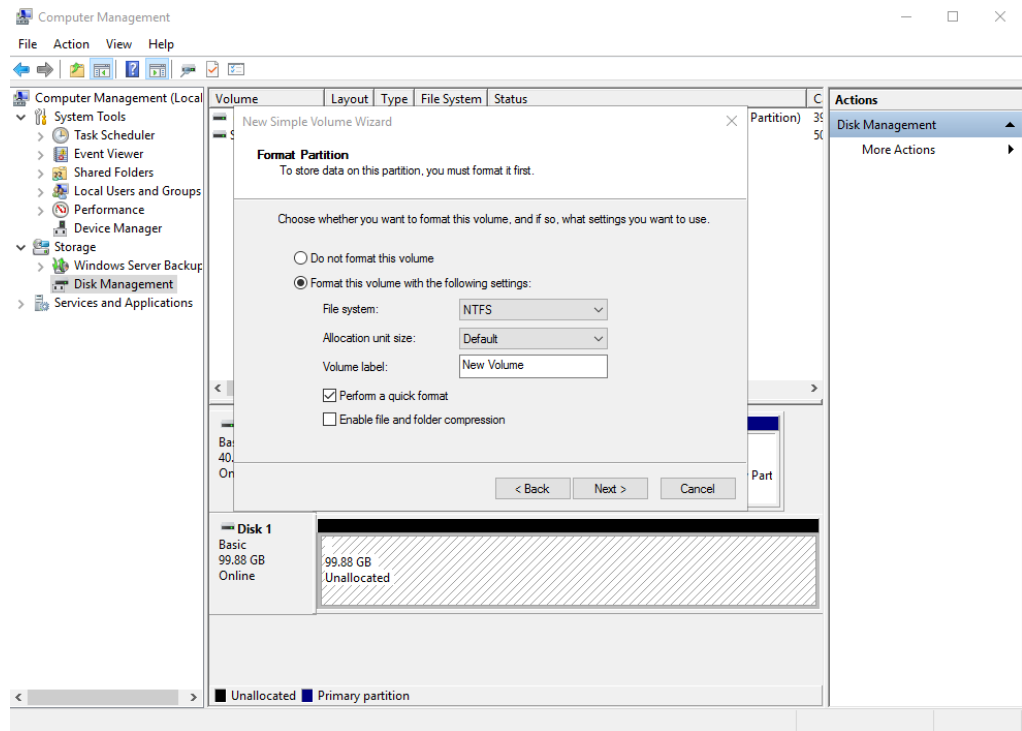 Computer Management
File Action View Help
Computer Management (Local
System Tools
Task Scheduler
Event Viewer
Shared Folders
Local Users and Groups
Performance
Device Manager
Storage
Windows Server Backup
Disk Management
Services and Applications
Volume Layout Type File System Status C
Partition) 39
S 50
New Simple Volume Wizard
Format Partition
To store data on this partition, you must format it first.
Choose whether you want to format this volume, and if so, what settings you want to use.
Do not format this volume
Format this volume with the following settings:
File system: NTFS
Allocation unit size: Default
Volume label: New Volume
Perform a quick format
Enable file and folder compression
< Back Next > Cancel
Bas
40.
On
Part
Disk 1
Basic
99.88 GB
Online
99.88 GB
Unallocated
Unallocated Primary partition
Actions
Disk Management
More Actions